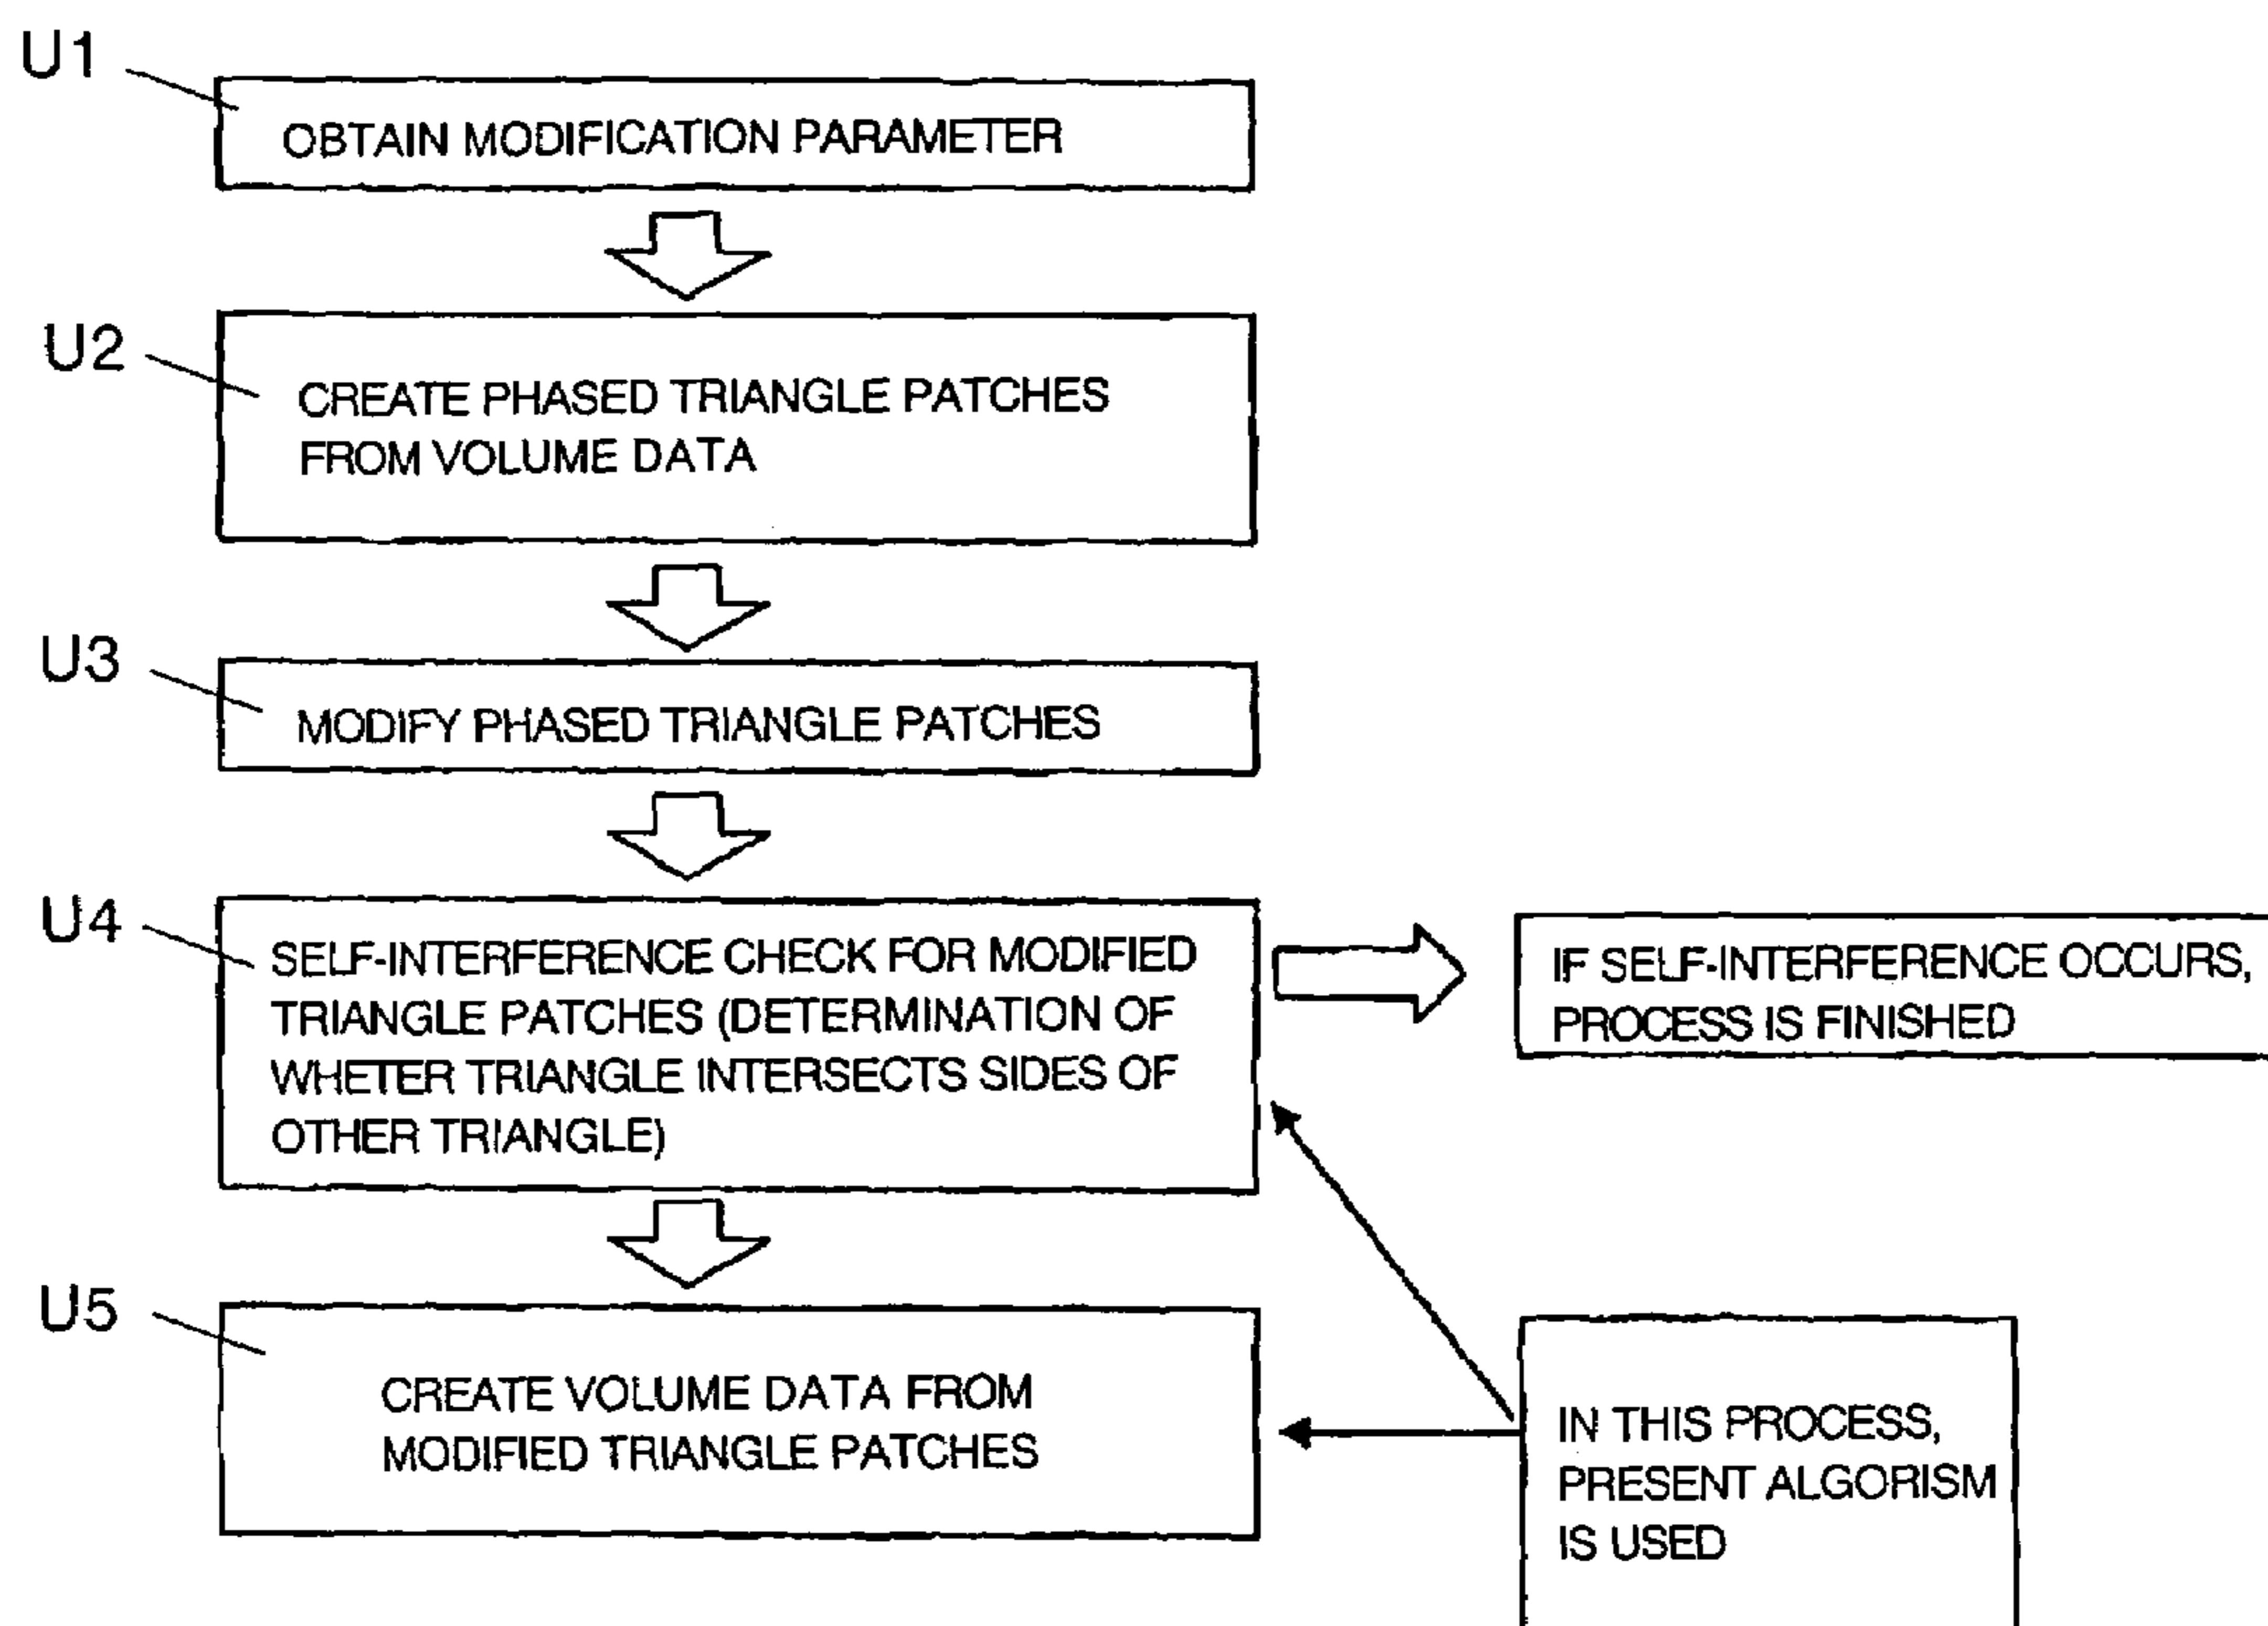 U1
OBTAIN MODIFICATION PARAMETER
U2
CREATE PHASED TRIANGLE PATCHES
FROM VOLUME DATA
U3
MODIFY PHASED TRIANGLE PATCHES
U4
SELF-INTERFERENCE CHECK FOR MODIFIED
TRIANGLE PATCHES (DETERMINATION OF
WHETER TRIANGLE INTERSECTS SIDES OF
OTHER TRIANGLE)
IF SELF-INTERFERENCE OCCURS,
PROCESS IS FINISHED
U5
CREATE VOLUME DATA FROM
MODIFIED TRIANGLE PATCHES
IN THIS PROCESS,
PRESENT ALGORISM
IS USED